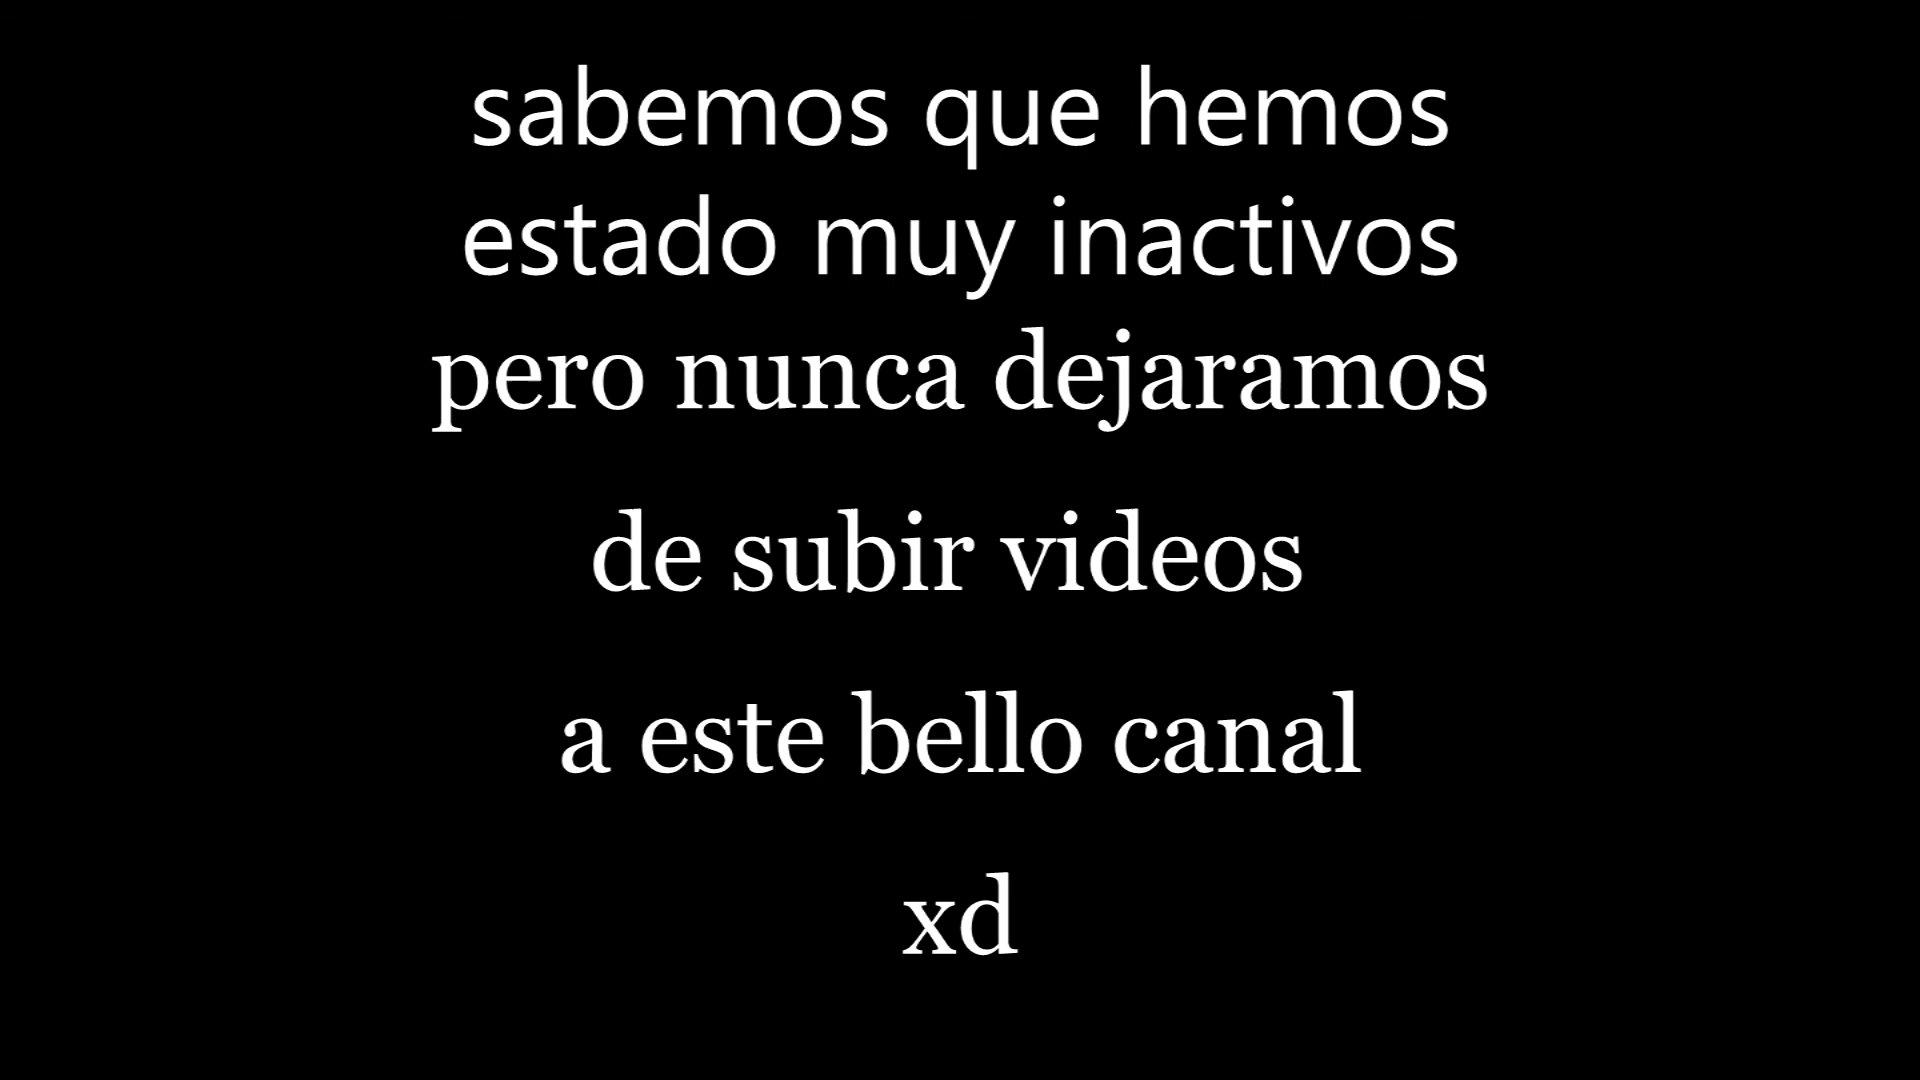 sabemos que hemos
estado muy inactivos
pero nunca dejaramos
de subir videos
a este bello canal
xd